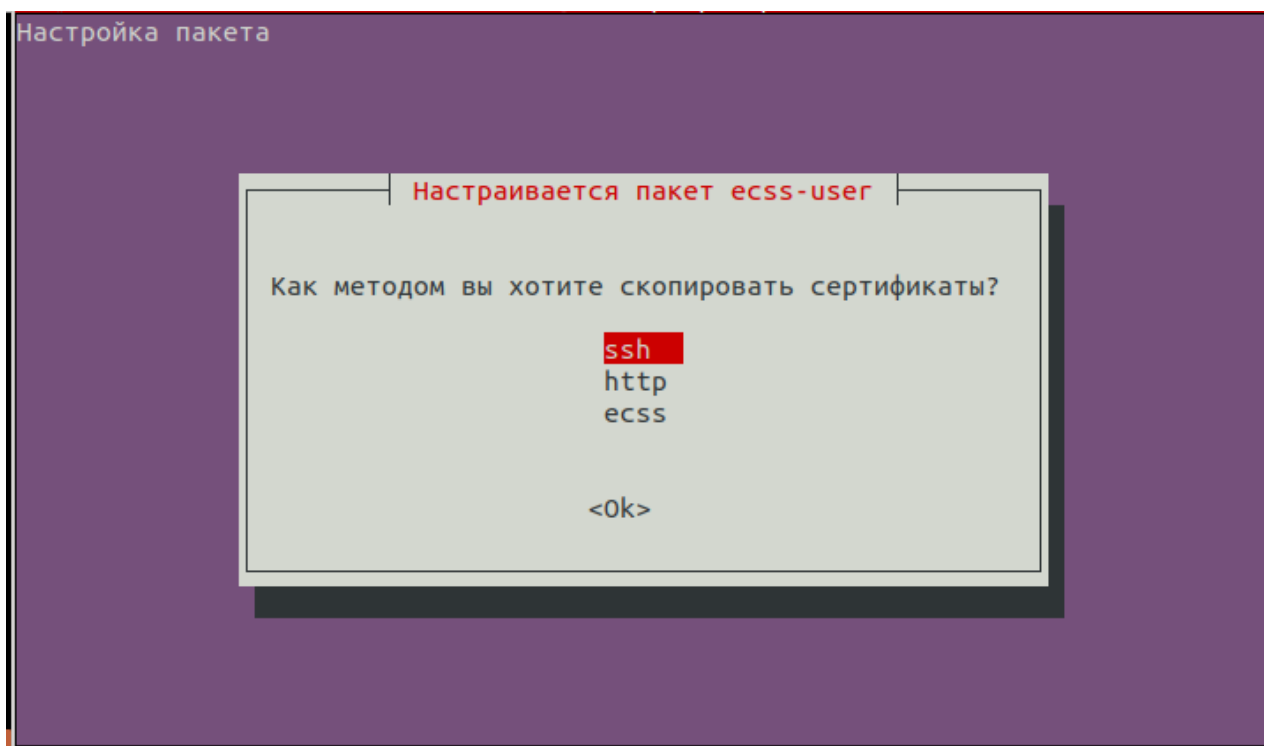 Настройка пакета
Настраивается пакет ecss-user
Как методом вы хотите скопировать сертификаты?
ssh
http
ecss
<Ok>